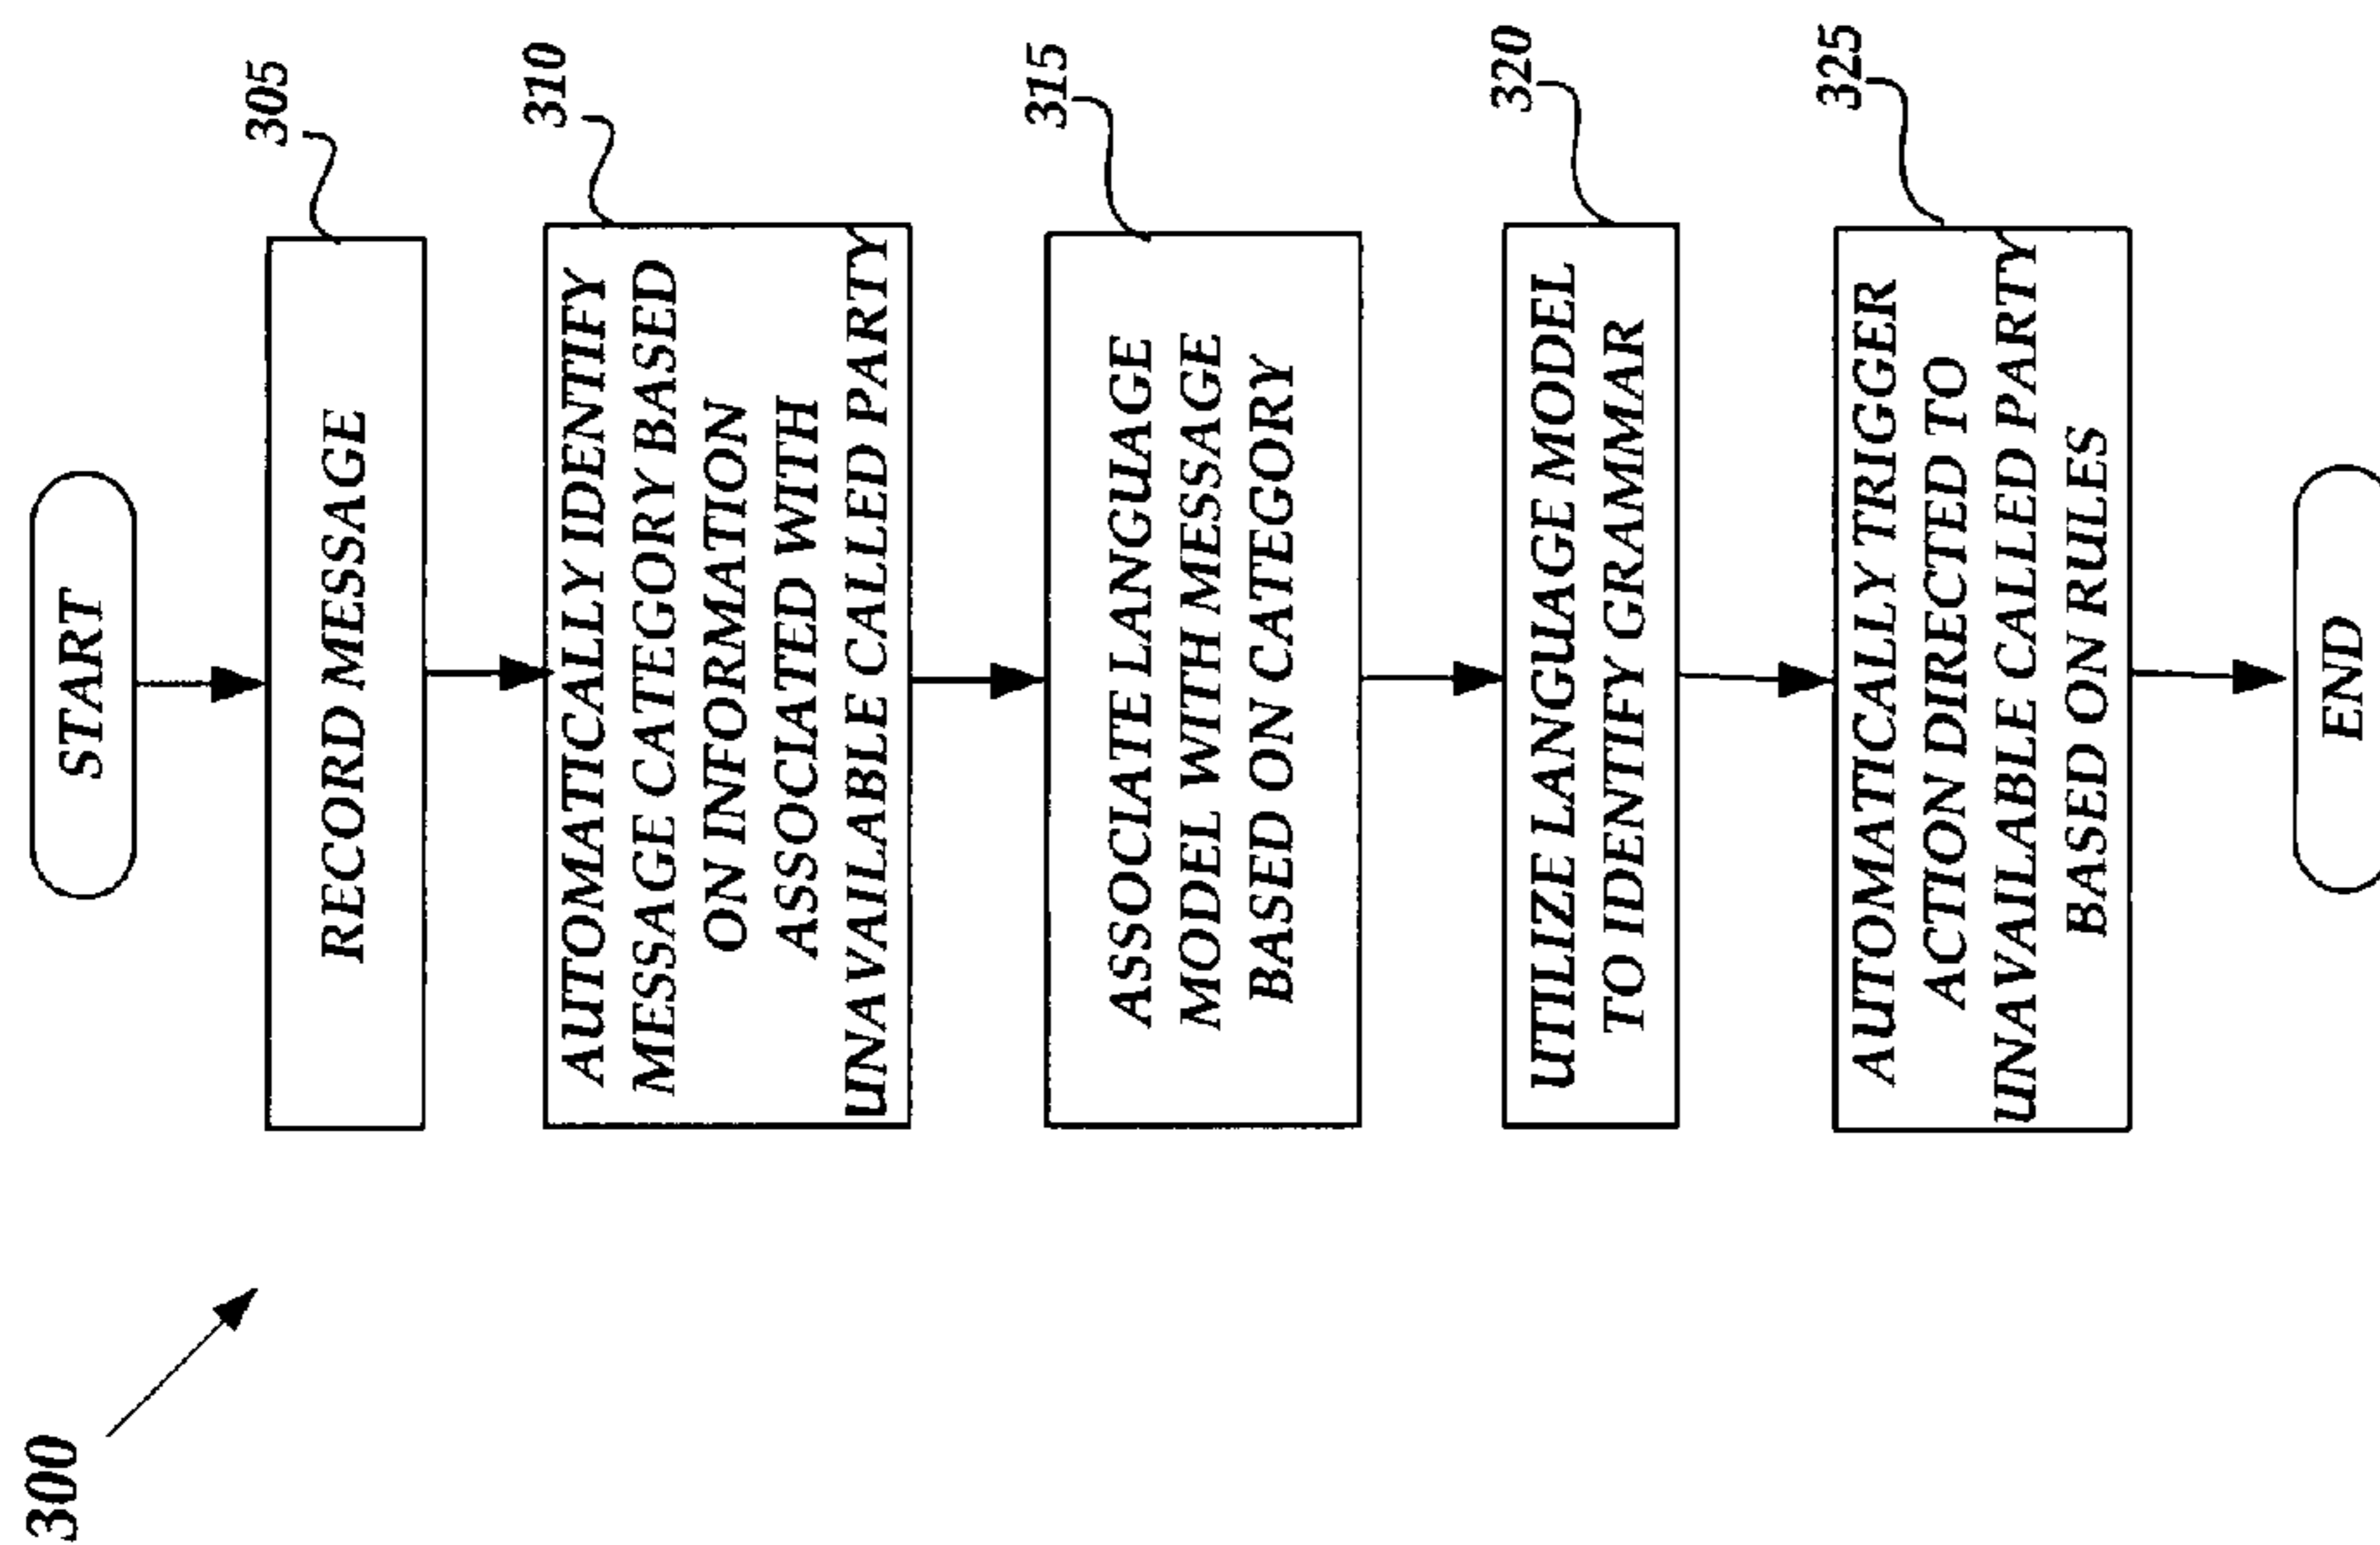 300
START
305
RECORD MESSAGE
310
AUTOMATICALLY IDENTIFY
MESSAGE CATEGORY BASED
ON INFORMATION
ASSOCIATED WITH
UNAVAILABLE CALLED PARTY
315
ASSOCIATE LANGUAGE
MODEL WITH MESSAGE
BASED ON CATEGORY
320
UTILIZE LANGUAGE MODEL
TO IDENTIFY GRAMMAR
325
AUTOMATICALLY TRIGGER
ACTION DIRECTED TO
UNAVAILABLE CALLED PARTY
BASED ON RULES
END